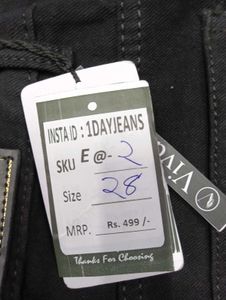 INSTA ID : 1DAYJEANS
SKU E @- 2
Size 28
MRP. Rs. 499 /-
Thanks For Choosing